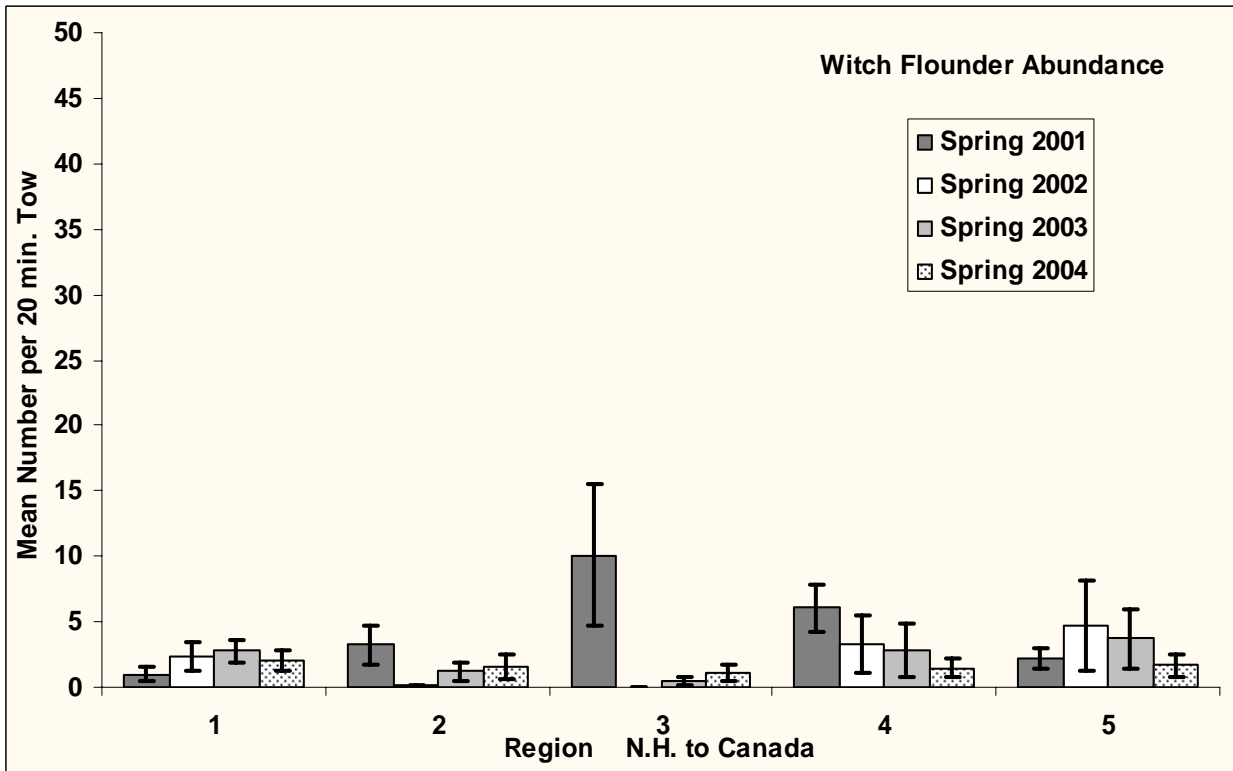 Witch Flounder Abundance
Spring 2001
Spring 2002
Spring 2003
Spring 2004
Mean Number per 20 min. Tow
50
45
40
35
30
25
20
15
10
5
0
1 2 3 4 5
Region N.H. to Canada